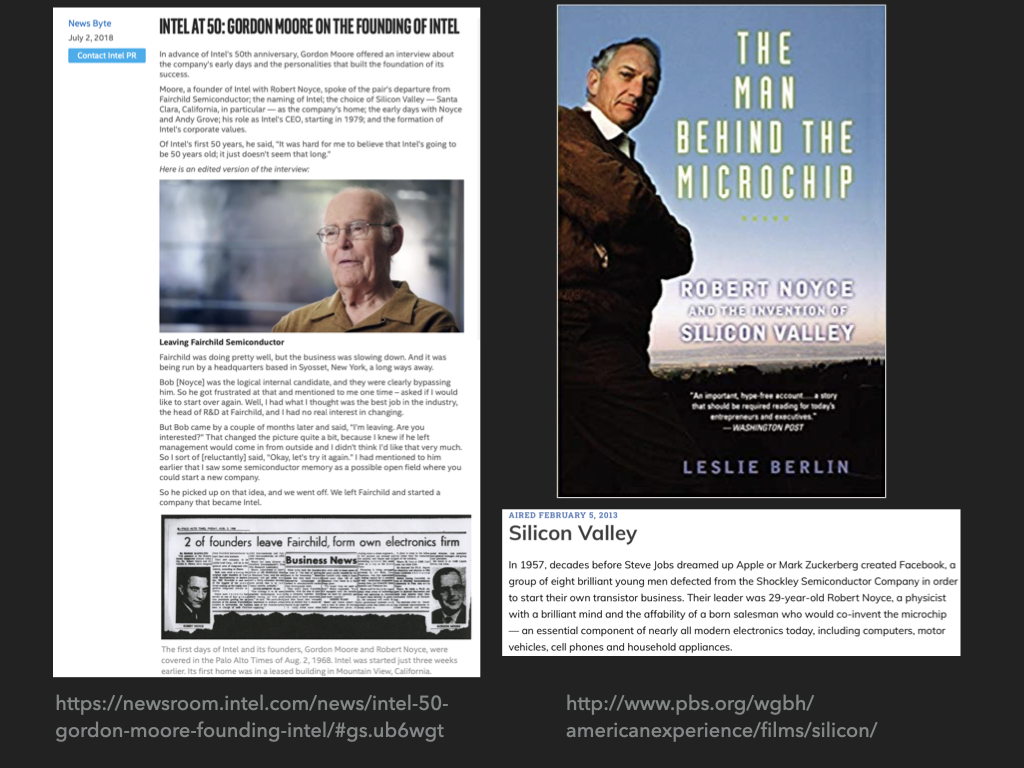 News Byte
July 2, 2018
Contact Intel PR
INTEL AT 50: GORDON MOORE ON THE FOUNDING OF INTEL
In advance of Intel's 50th anniversary, Gordon Moore offered an interview about
the company's early days and the personalities that built the foundation of its
success.
Moore, a founder of Intel with Robert Noyce, spoke of the pair's departure from
Fairchild Semiconductor; the naming of Intel; the choice of Silicon Valley — Santa
Clara, California, in particular — as the company's home; the early days with Noyce
and Andy Grove; his role as Intel's CEO, starting in 1979; and the formation of
Intel's corporate values.
Of Intel's first 50 years, he said, "It was hard for me to believe that Intel's going to
be 50 years old; it just doesn't seem that long."
Here is an edited version of the interview:
Leaving Fairchild Semiconductor
Fairchild was doing pretty well, but the business was slowing down. And it was
being run by a headquarters based in Syosset, New York, a long ways away.
Bob [Noyce] was the logical internal candidate, and they were clearly bypassing
him. So he got frustrated at that and mentioned to me one time – asked if I would
like to start over again. Well, I had what I thought was the best job in the industry,
the head of R&D at Fairchild, and I had no real interest in changing.
But Bob came by a couple of months later and said, "I'm leaving. Are you
interested?" That changed the picture quite a bit, because I knew if he left
management would come in from outside and I didn't think I'd like that very much.
So I sort of [reluctantly] said, "Okay, let's try it again." I had mentioned to him
earlier that I saw some semiconductor memory as a possible open field where you
could start a new company.
So he picked up on that idea, and we went off. We left Fairchild and started a
company that became Intel.
2 of founders leave Fairchild, form own electronics firm
Business News
The first days of Intel and its founders, Gordon Moore and Robert Noyce, were
covered in the Palo Alto Times of Aug. 2, 1968. Intel was started just three weeks
earlier. Its first home was in a leased building in Mountain View, California.
https://newsroom.intel.com/news/intel-50-
gordon-moore-founding-intel/#gs.ub6wgt
THE
MAN
BEHIND THE
MICROCHIP
ROBERT NOYCE
AND THE INVENTION OF
SILICON VALLEY
"An important, hype-free account....a story
that should be required reading for today's
entrepreneurs and executives."
—WASHINGTON POST
LESLIE BERLIN
AIRED FEBRUARY 5, 2013
Silicon Valley
In 1957, decades before Steve Jobs dreamed up Apple or Mark Zuckerberg created Facebook, a
group of eight brilliant young men defected from the Shockley Semiconductor Company in order
to start their own transistor business. Their leader was 29-year-old Robert Noyce, a physicist
with a brilliant mind and the affability of a born salesman who would co-invent the microchip
— an essential component of nearly all modern electronics today, including computers, motor
vehicles, cell phones and household appliances.
http://www.pbs.org/wgbh/
americanexperience/films/silicon/